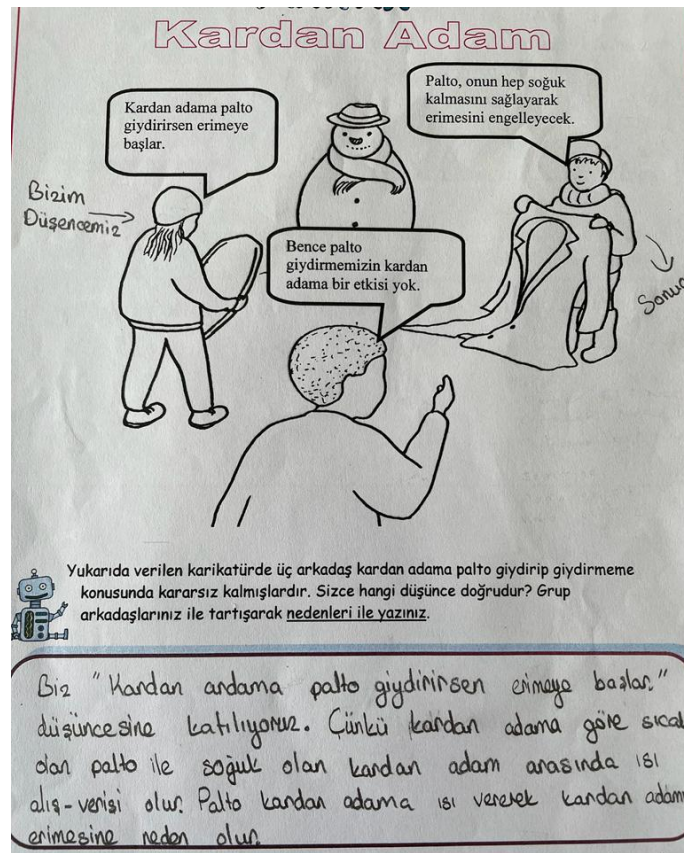 Kardan Adam
Kardan adama palto
giydirirsen erimeye
başlar.
Palto, onun hep soğuk
kalmasını sağlayarak
erimesini engelleyecek.
Bizim
Düşencemiz
Bence palto
giydirmemizin kardan
adama bir etkisi yok.
Sonuç
Yukarıda verilen karikatürde üç arkadaş kardan adama palto giydirip giydirmeme
konusunda kararsız kalmışlardır. Sizce hangi düşünce doğrudur? Grup
arkadaşlarınız ile tartışarak nedenleri ile yazınız.
Biz "Kardan andama palto giydirirsen erimeye başlar."
düşüncesine katılıyoruz. Çünkü kardan adama göre sıcak
olan palto ile soğuk olan kardan adam arasında ısı
alış-verişi olur. Palto kardan adama ısı vererek kardan adam
erimesine neden olur.